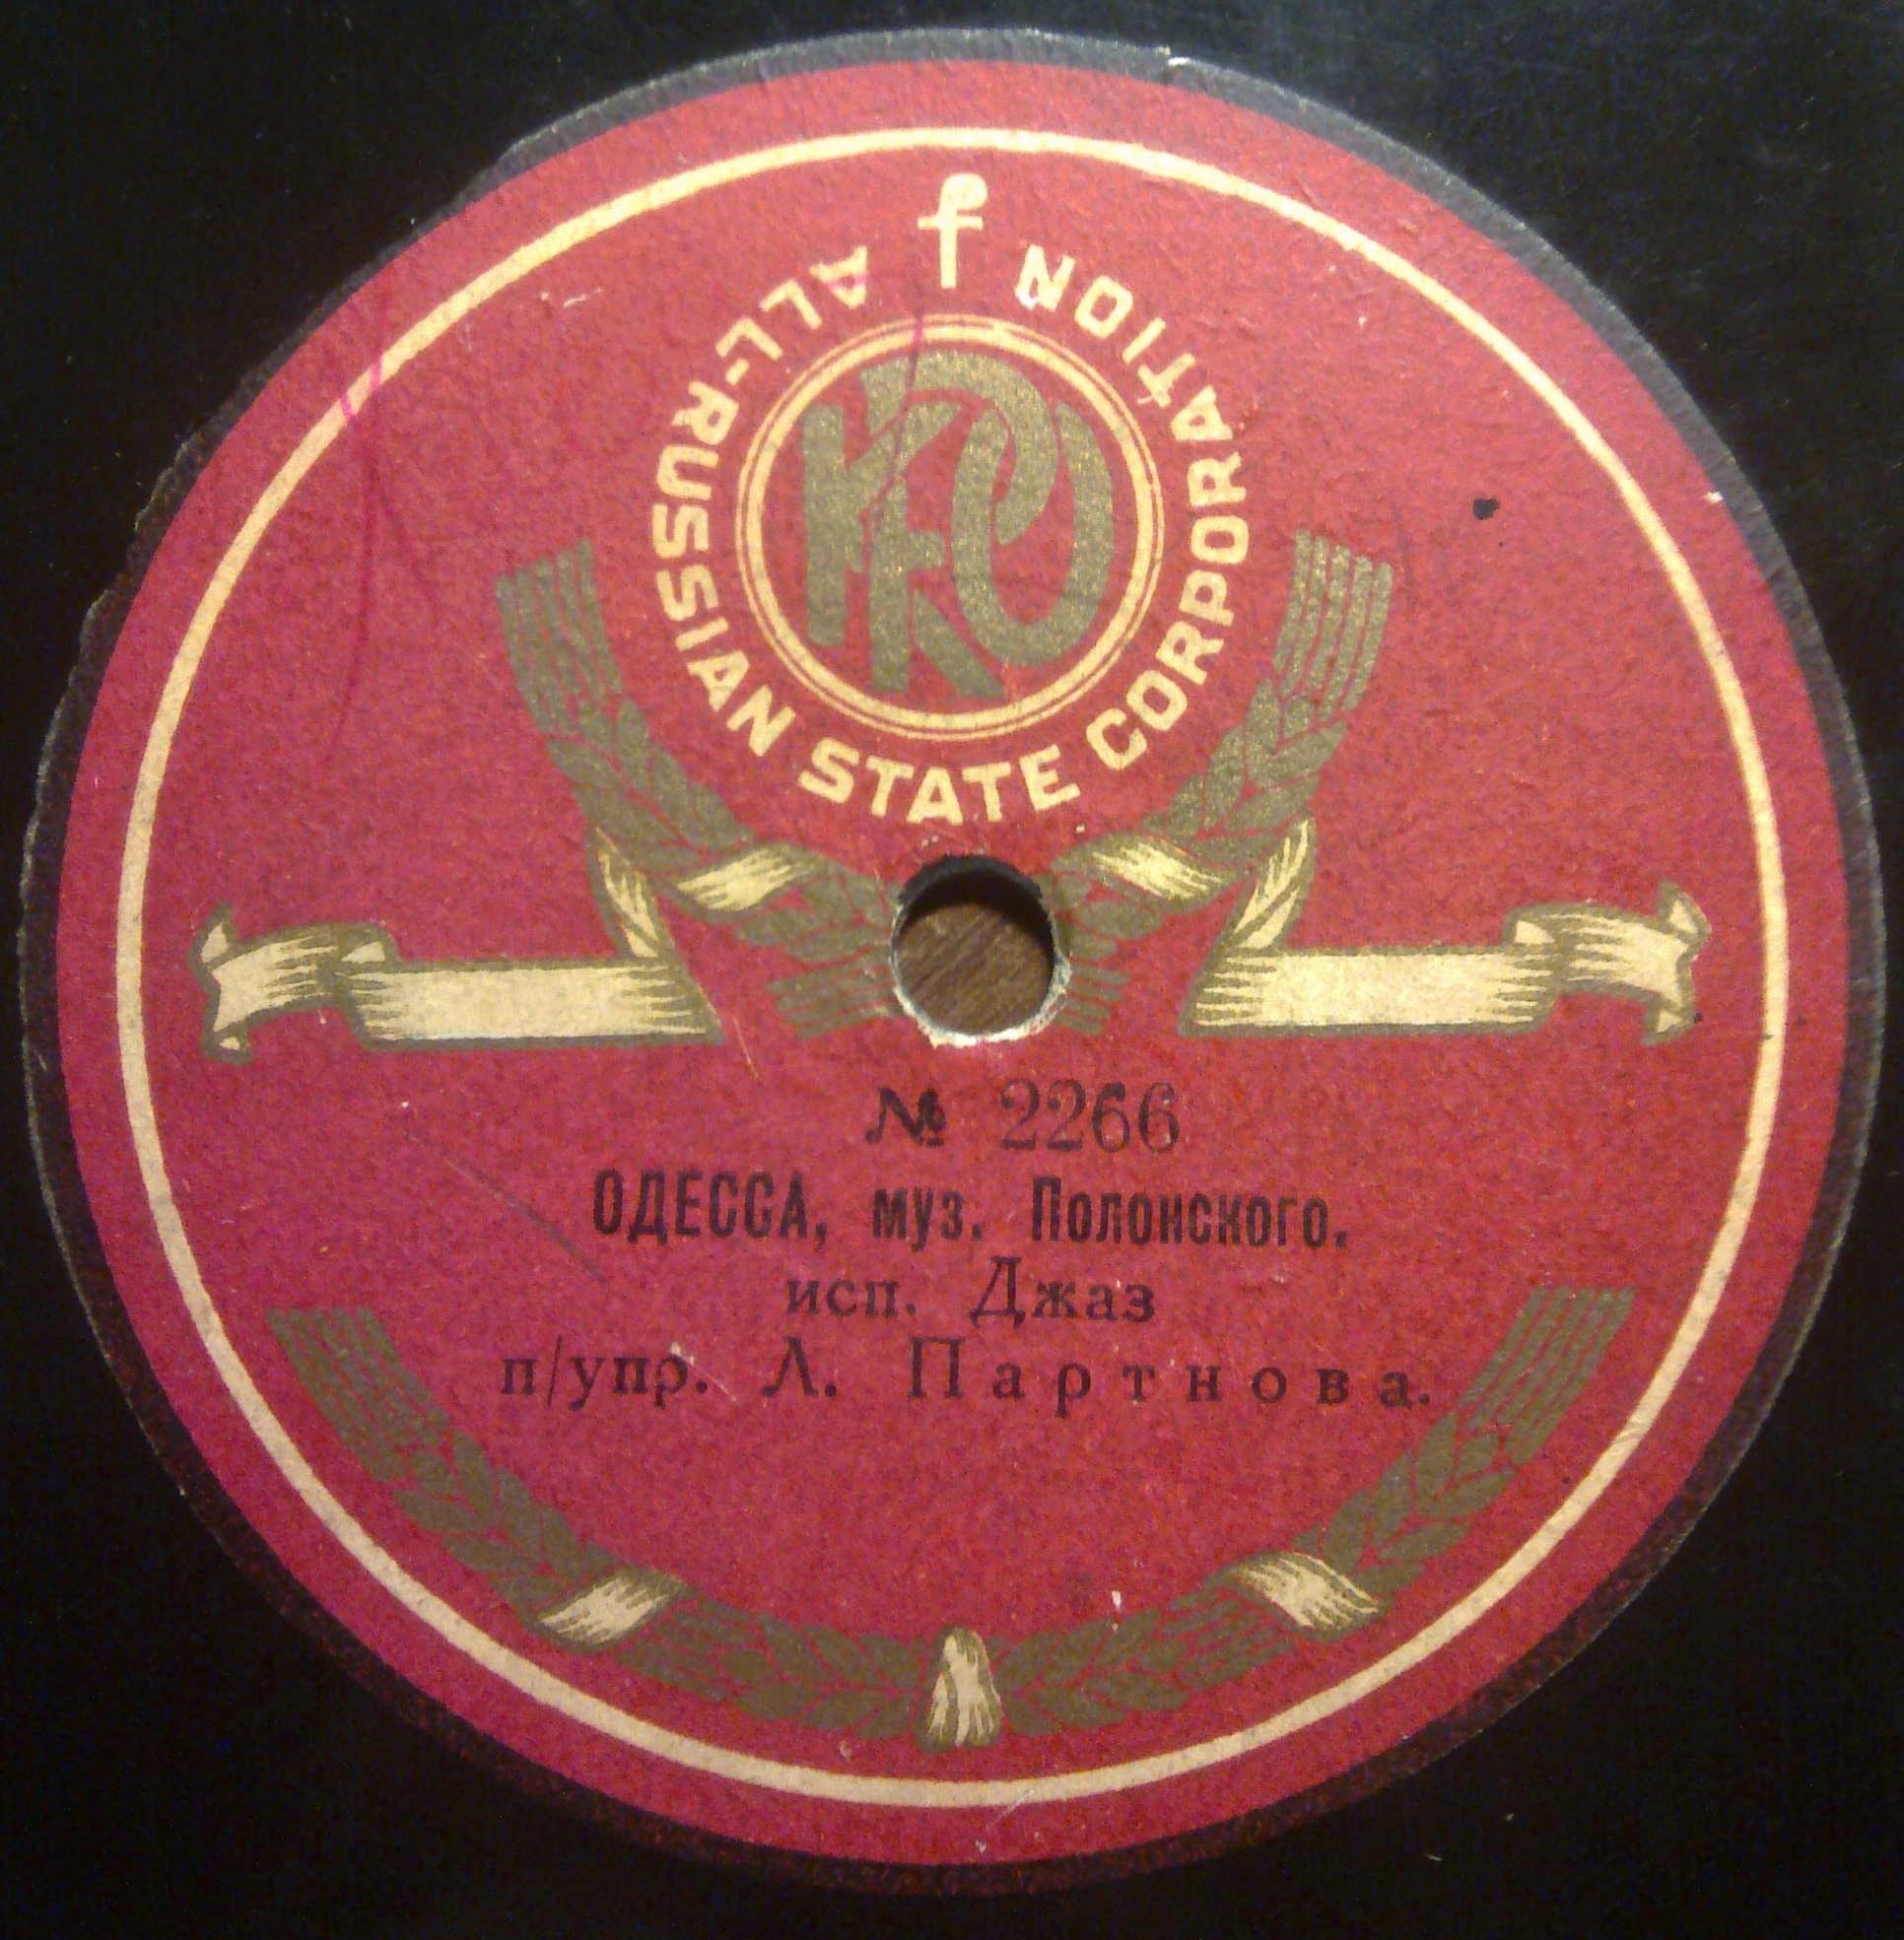 ALL-RUSSIAN STATE CORPORATION
№ 2266
ОДЕССА, муз. Полонского.
исп. Джаз
п/упр. Л. Партнова.